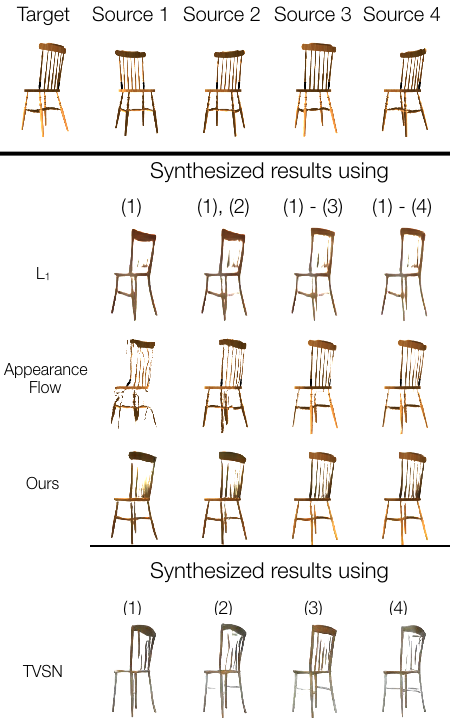 Target Source 1 Source 2 Source 3 Source 4
Synthesized results using
(1) (1), (2) (1) - (3) (1) - (4)
L₁
Appearance
Flow
Ours
Synthesized results using
(1) (2) (3) (4)
TVSN